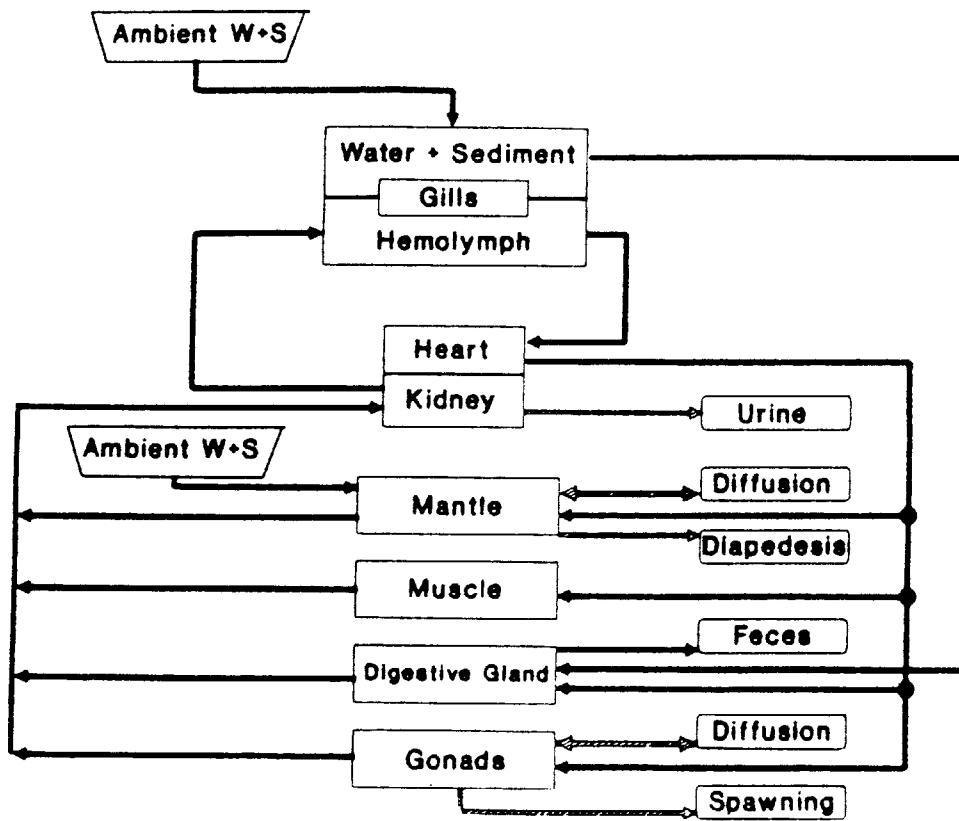 Ambient W+S
Water + Sediment
Gills
Hemolymph
Heart
Kidney
Urine
Ambient W+S
Mantle
Diffusion
Diapedesis
Muscle
Feces
Digestive Gland
Diffusion
Gonads
Spawning